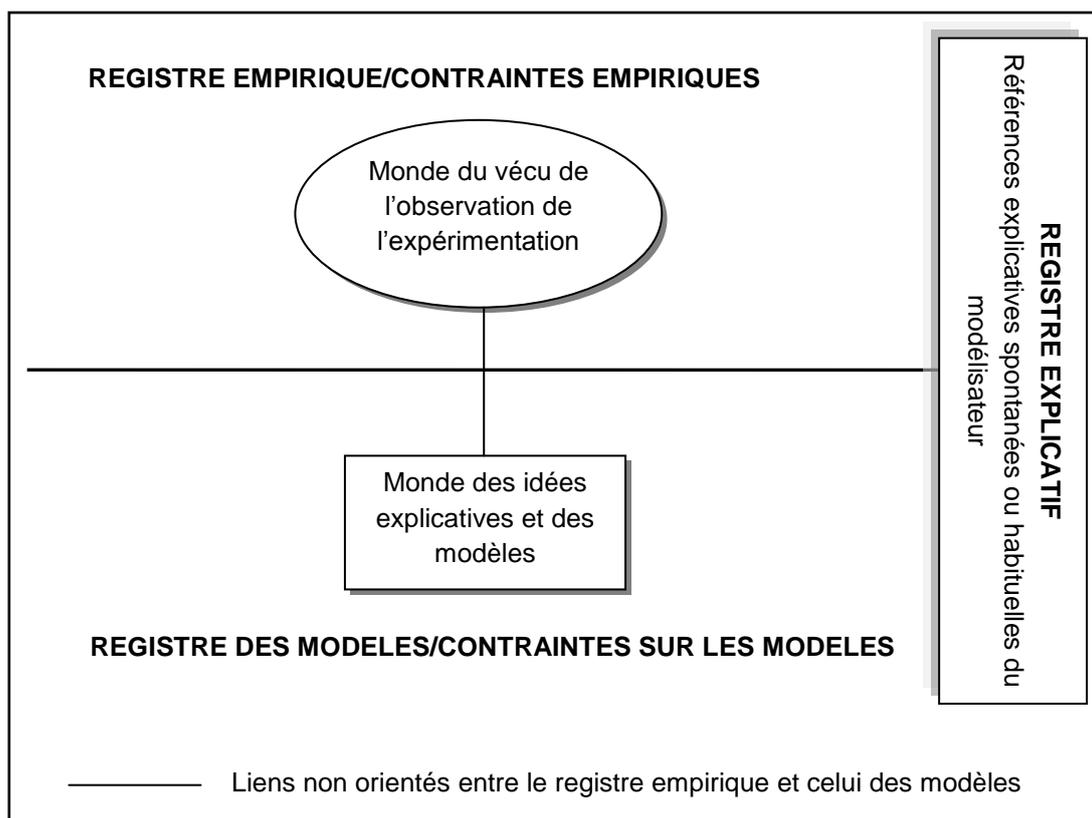 REGISTRE EMPIRIQUE/CONTRAINTES EMPIRIQUES
Monde du vécu de
l’observation de
l’expérimentation
Monde des idées
explicatives et des
modèles
REGISTRE DES MODELES/CONTRAINTES SUR LES MODELES
REGISTRE EXPLICATIF
Références explicatives spontanées ou habituelles du
modélisateur
Liens non orientés entre le registre empirique et celui des modèles